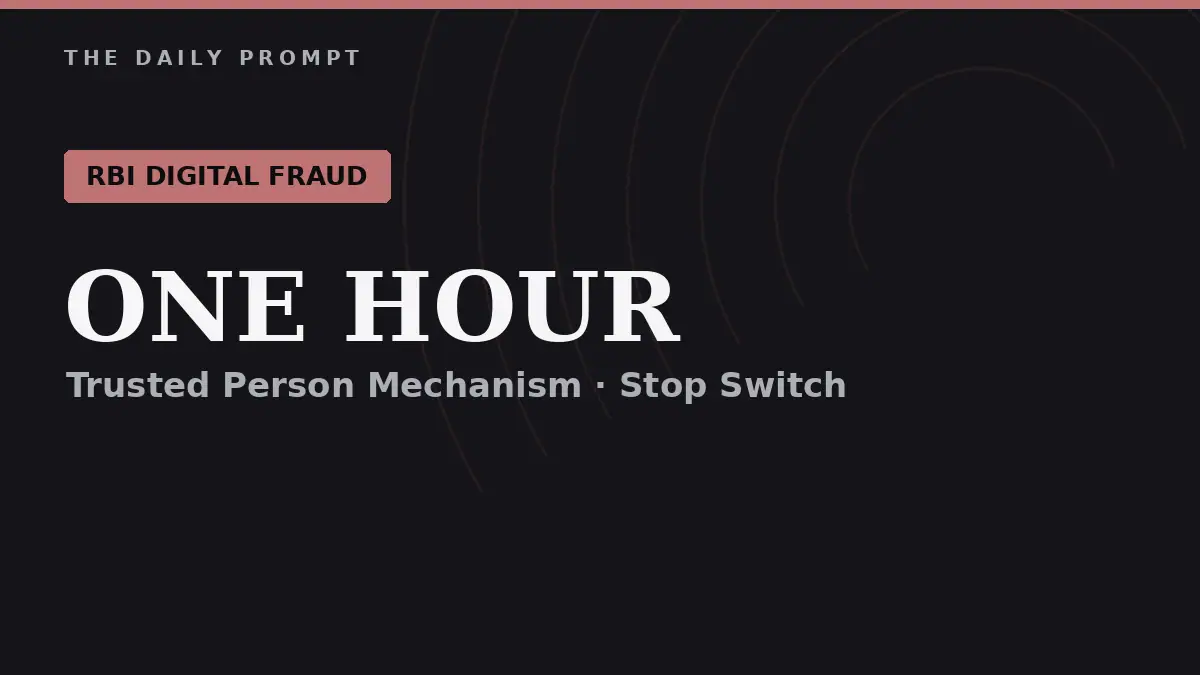 THE DAILY PROMPT
RBI DIGITAL FRAUD
ONE HOUR
Trusted Person Mechanism · Stop Switch